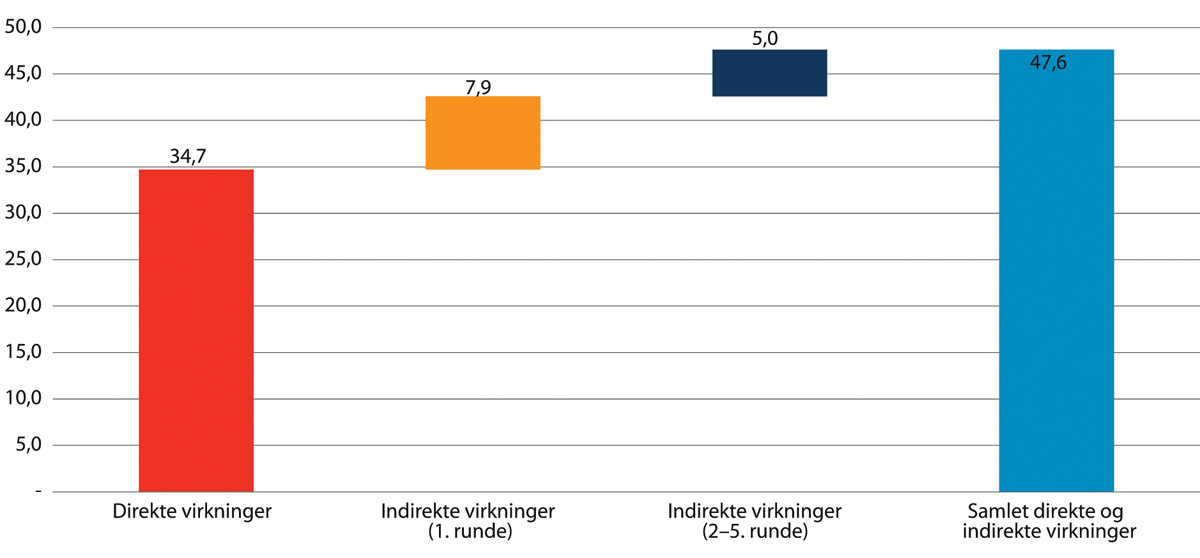 50,0
45,0
40,0
35,0
30,0
25,0
20,0
15,0
10,0
5,0
-
34,7
7,9
5,0
47,6
Direkte virkninger
Indirekte virkninger
(1. runde)
Indirekte virkninger
(2–5. runde)
Samlet direkte og
indirekte virkninger